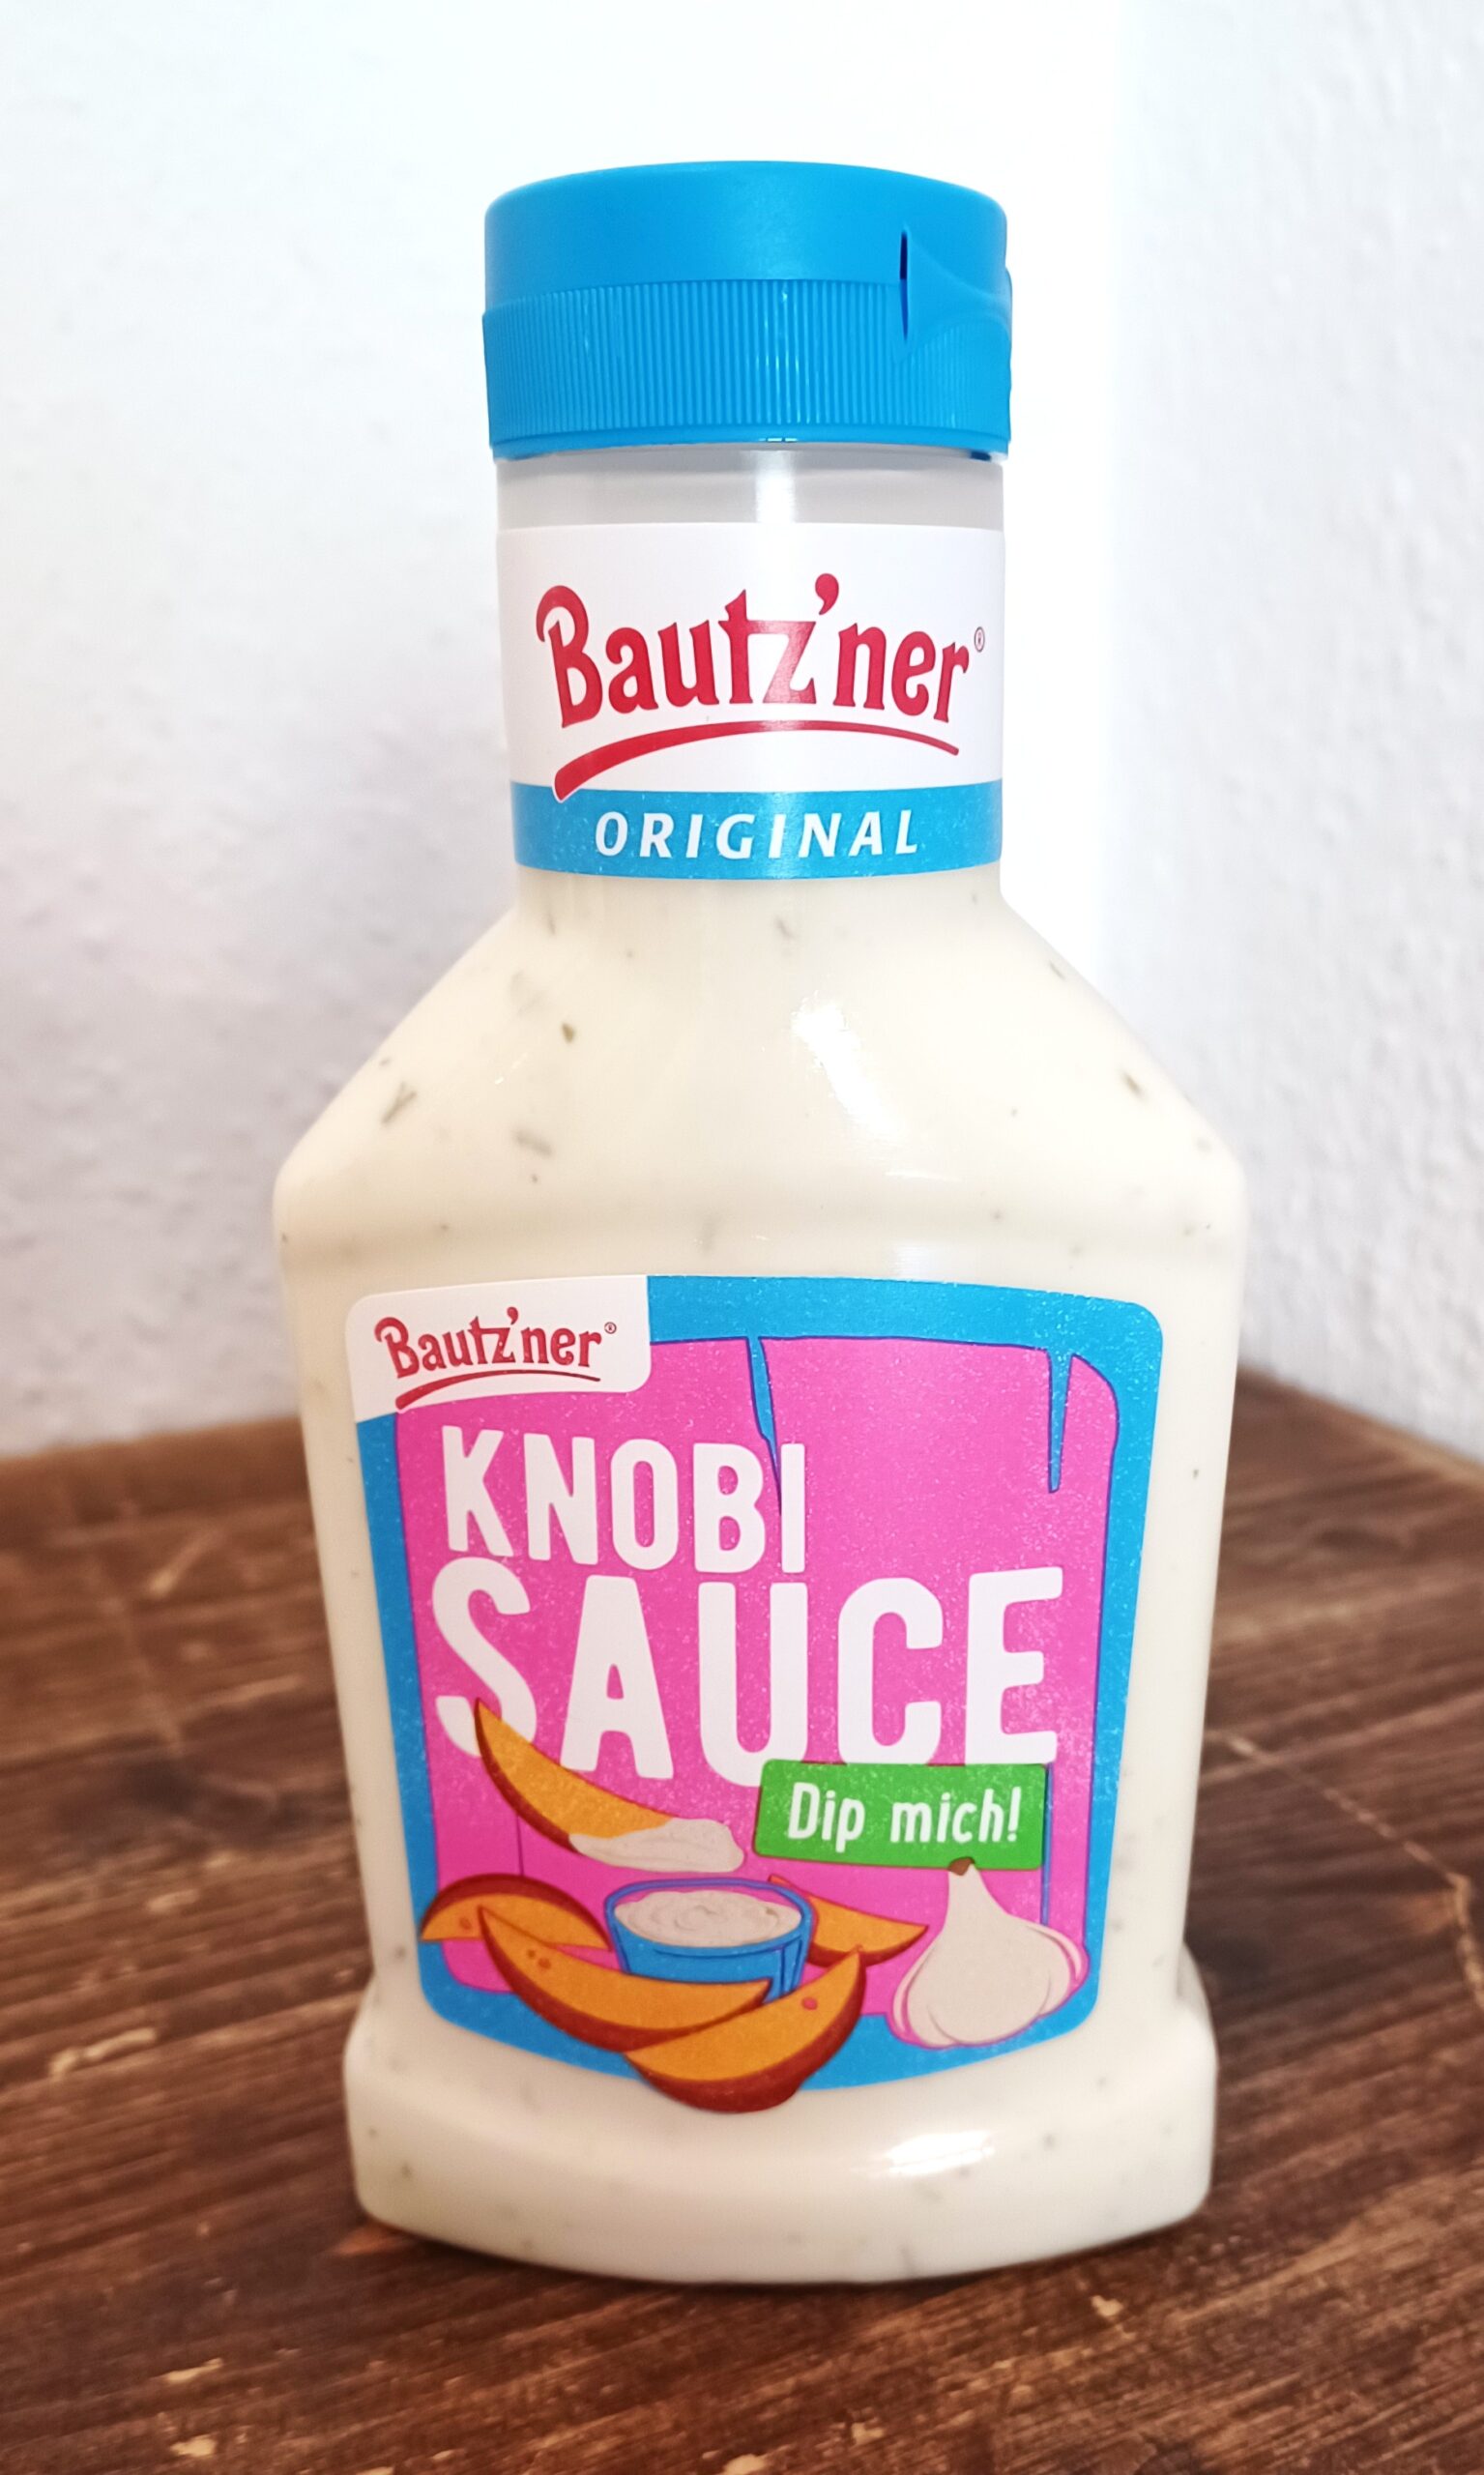 Bautz'ner®
ORIGINAL
Bautz'ner®
KNOBI
SAUCE
Dip mich!